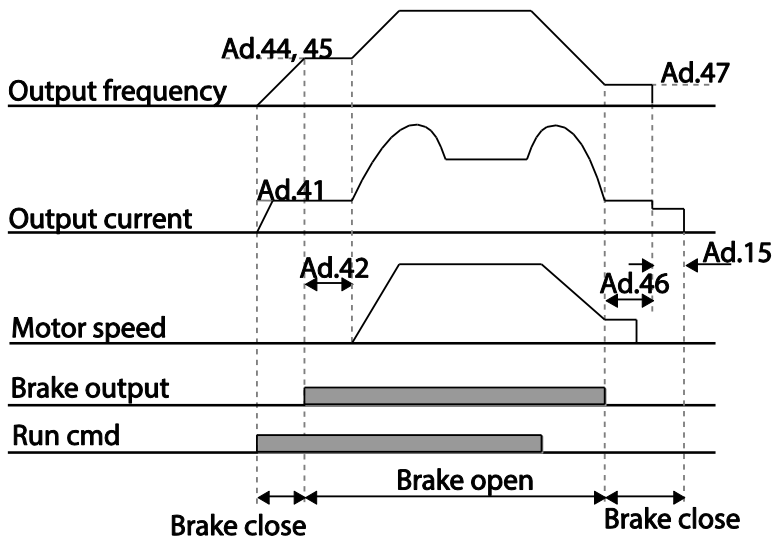 Ad.44, 45
Ad.47
Output frequency
Ad.41
Output current
Ad.15
Ad.42
Ad.46
Motor speed
Brake output
Run cmd
Brake open
Brake close
Brake close